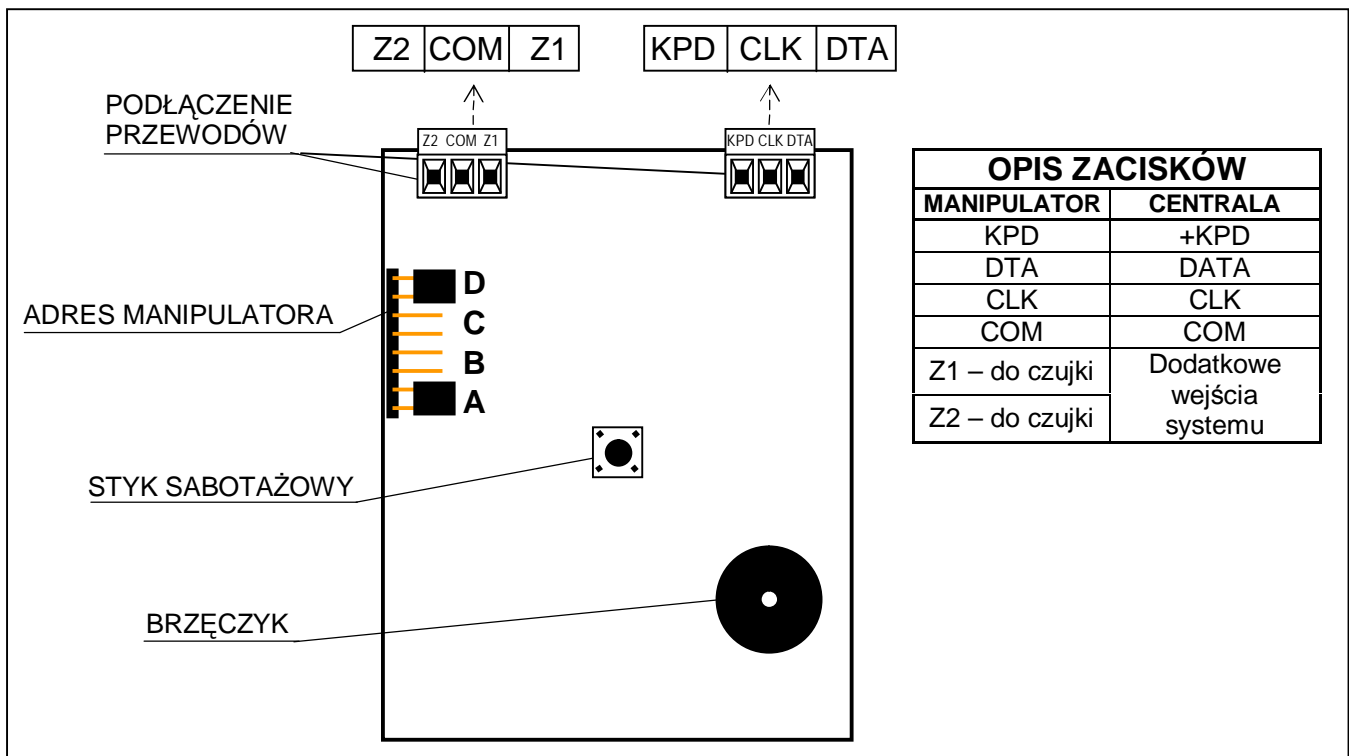 Z2 COM Z1
KPD CLK DTA
PODŁĄCZENIE
PRZEWODÓW
Z2 COM Z1
KPD CLK DTA
ADRES MANIPULATORA
D
C
B
A
STYK SABOTAŻOWY
BRZĘCZYK
OPIS ZACISKÓW
MANIPULATOR CENTRALA
KPD +KPD
DTA DATA
CLK CLK
COM COM
Z1 – do czujki
Z2 – do czujki
Dodatkowe
wejścia
systemu